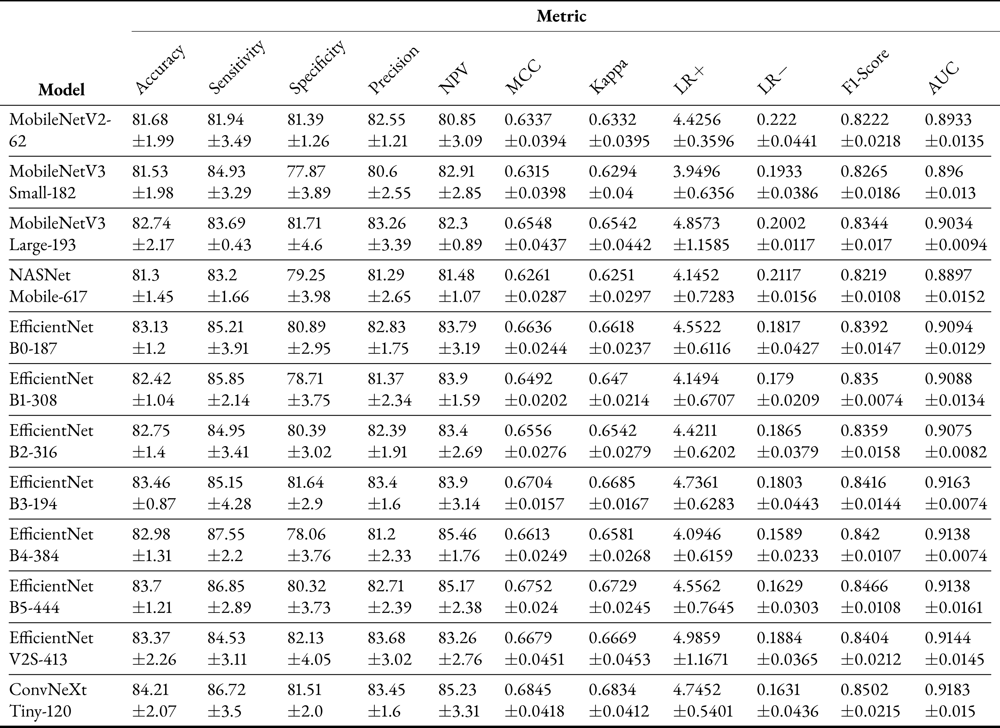 Metric
Model Accuracy Sensitivity Specificity Precision NPV MCC Kappa LR+ LR− F1-Score AUC
MobileNetV2- 81.68 81.94 81.39 82.55 80.85 0.6337 0.6332 4.4256 0.222 0.8222 0.8933
62 ±1.99 ±3.49 ±1.26 ±1.21 ±3.09 ±0.0394 ±0.0395 ±0.3596 ±0.0441 ±0.0218 ±0.0135
MobileNetV3 81.53 84.93 77.87 80.6 82.91 0.6315 0.6294 3.9496 0.1933 0.8265 0.896
Small-182 ±1.98 ±3.29 ±3.89 ±2.55 ±2.85 ±0.0398 ±0.04 ±0.6356 ±0.0386 ±0.0186 ±0.013
MobileNetV3 82.74 83.69 81.71 83.26 82.3 0.6548 0.6542 4.8573 0.2002 0.8344 0.9034
Large-193 ±2.17 ±0.43 ±4.6 ±3.39 ±0.89 ±0.0437 ±0.0442 ±1.1585 ±0.0117 ±0.017 ±0.0094
NASNet 81.3 83.2 79.25 81.29 81.48 0.6261 0.6251 4.1452 0.2117 0.8219 0.8897
Mobile-617 ±1.45 ±1.66 ±3.98 ±2.65 ±1.07 ±0.0287 ±0.0297 ±0.7283 ±0.0156 ±0.0108 ±0.0152
EfficientNet 83.13 85.21 80.89 82.83 83.79 0.6636 0.6618 4.5522 0.1817 0.8392 0.9094
B0-187 ±1.2 ±3.91 ±2.95 ±1.75 ±3.19 ±0.0244 ±0.0237 ±0.6116 ±0.0427 ±0.0147 ±0.0129
EfficientNet 82.42 85.85 78.71 81.37 83.9 0.6492 0.647 4.1494 0.179 0.835 0.9088
B1-308 ±1.04 ±2.14 ±3.75 ±2.34 ±1.59 ±0.0202 ±0.0214 ±0.6707 ±0.0209 ±0.0074 ±0.0134
EfficientNet 82.75 84.95 80.39 82.39 83.4 0.6556 0.6542 4.4211 0.1865 0.8359 0.9075
B2-316 ±1.4 ±3.41 ±3.02 ±1.91 ±2.69 ±0.0276 ±0.0279 ±0.6202 ±0.0379 ±0.0158 ±0.0082
EfficientNet 83.46 85.15 81.64 83.4 83.9 0.6704 0.6685 4.7361 0.1803 0.8416 0.9163
B3-194 ±0.87 ±4.28 ±2.9 ±1.6 ±3.14 ±0.0157 ±0.0167 ±0.6283 ±0.0443 ±0.0144 ±0.0074
EfficientNet 82.98 87.55 78.06 81.2 85.46 0.6613 0.6581 4.0946 0.1589 0.842 0.9138
B4-384 ±1.31 ±2.2 ±3.76 ±2.33 ±1.76 ±0.0249 ±0.0268 ±0.6159 ±0.0233 ±0.0107 ±0.0074
EfficientNet 83.7 86.85 80.32 82.71 85.17 0.6752 0.6729 4.5562 0.1629 0.8466 0.9138
B5-444 ±1.21 ±2.89 ±3.73 ±2.39 ±2.38 ±0.024 ±0.0245 ±0.7645 ±0.0303 ±0.0108 ±0.0161
EfficientNet 83.37 84.53 82.13 83.68 83.26 0.6679 0.6669 4.9859 0.1884 0.8404 0.9144
V2S-413 ±2.26 ±3.11 ±4.05 ±3.02 ±2.76 ±0.0451 ±0.0453 ±1.1671 ±0.0365 ±0.0212 ±0.0145
ConvNeXt 84.21 86.72 81.51 83.45 85.23 0.6845 0.6834 4.7452 0.1631 0.8502 0.9183
Tiny-120 ±2.07 ±3.5 ±2.0 ±1.6 ±3.31 ±0.0418 ±0.0412 ±0.5401 ±0.0436 ±0.0215 ±0.015